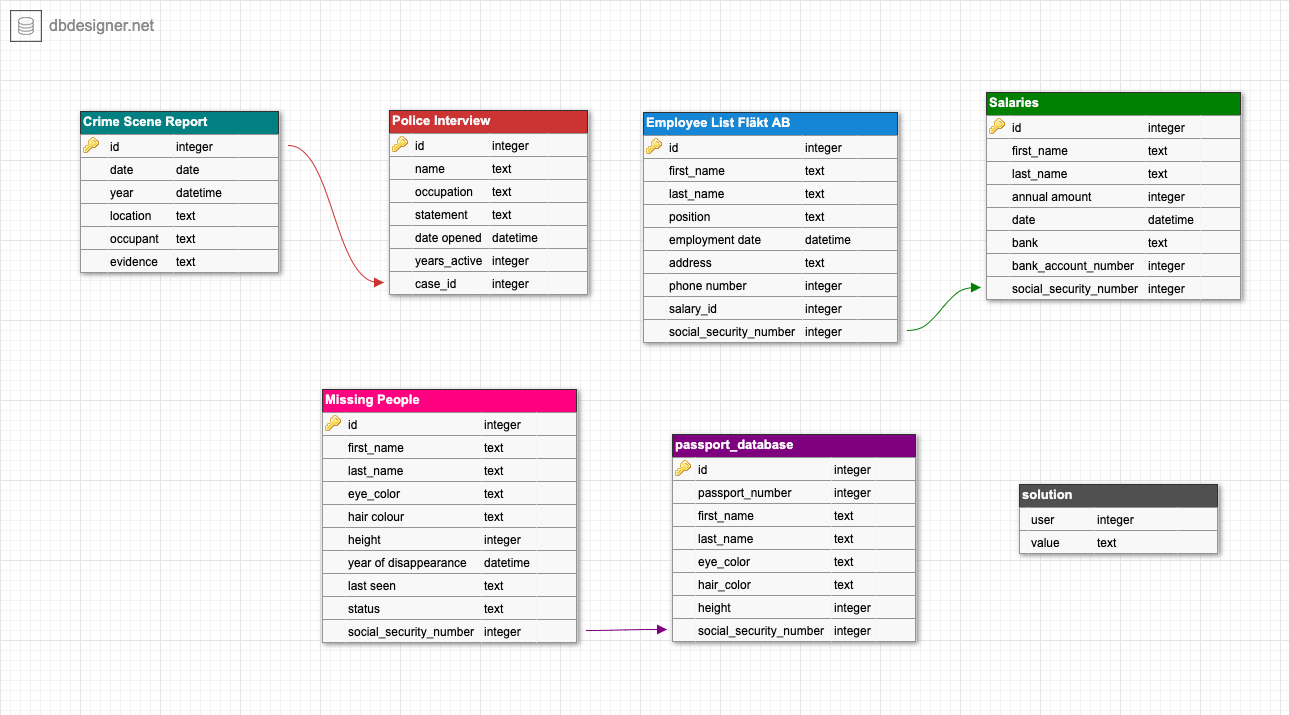 dbdesigner.net
Crime Scene Report
id integer
date date
year datetime
location text
occupant text
evidence text
Police Interview
id integer
name text
occupation text
statement text
date opened datetime
years_active integer
case_id integer
Employee List Fläkt AB
id integer
first_name text
last_name text
position text
employment date datetime
address text
phone number integer
salary_id integer
social_security_number integer
Salaries
id integer
first_name text
last_name text
annual amount integer
date datetime
bank text
bank_account_number integer
social_security_number integer
Missing People
id integer
first_name text
last_name text
eye_color text
hair colour text
height integer
year of disappearance datetime
last seen text
status text
social_security_number integer
passport_database
id integer
passport_number integer
first_name text
last_name text
eye_color text
hair_color text
height integer
social_security_number integer
solution
user integer
value text